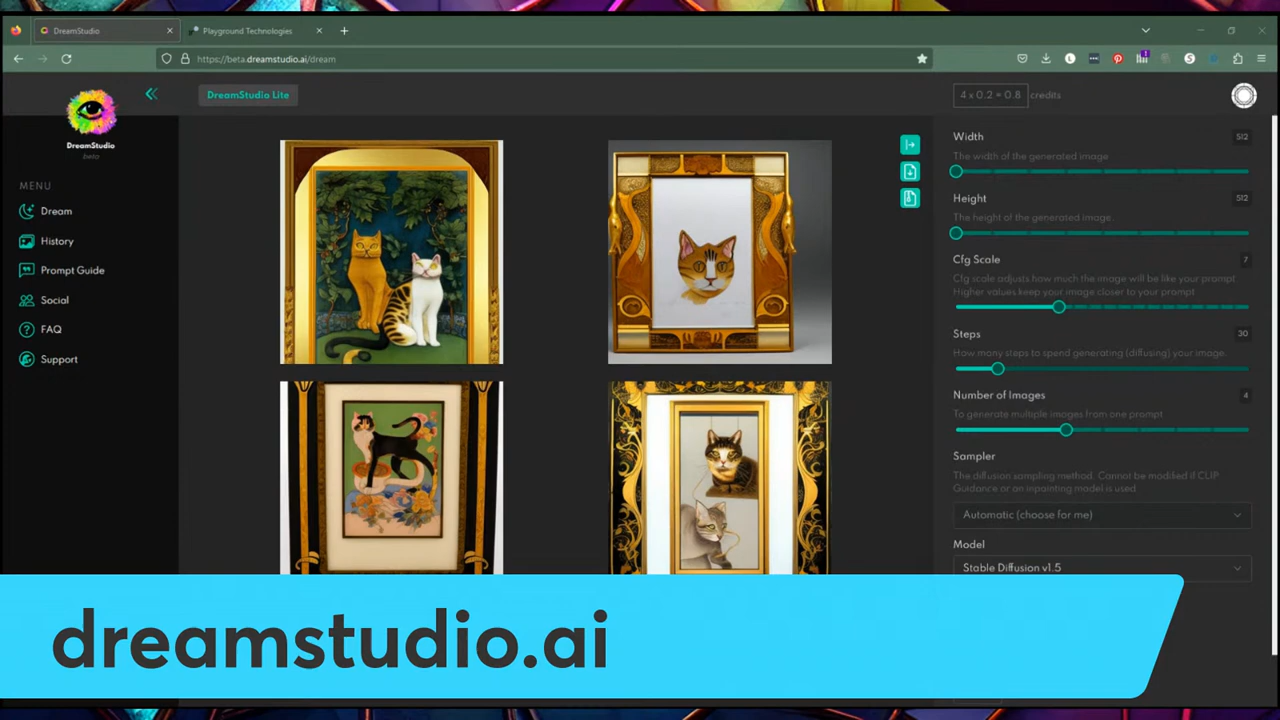 DreamStudio
Playground Technologies
https://beta.dreamstudio.ai/dream
DreamStudio
beta
DreamStudio Lite
4 x 0.2 = 0.8 credits
MENU
Dream
History
Prompt Guide
Social
FAQ
Support
Width
512
The width of the generated image
Height
512
The height of the generated image.
Cfg Scale
7
Cfg scale adjusts how much the image will be like your prompt.
Higher values keep your image closer to your prompt
Steps
30
How many steps to spend generating (diffusing) your image.
Number of Images
4
To generate multiple images from one prompt
Sampler
The diffusion sampling method. Cannot be modified if CLIP
Guidance or an inpainting model is used
Automatic (choose for me)
Model
Stable Diffusion v1.5
dreamstudio.ai